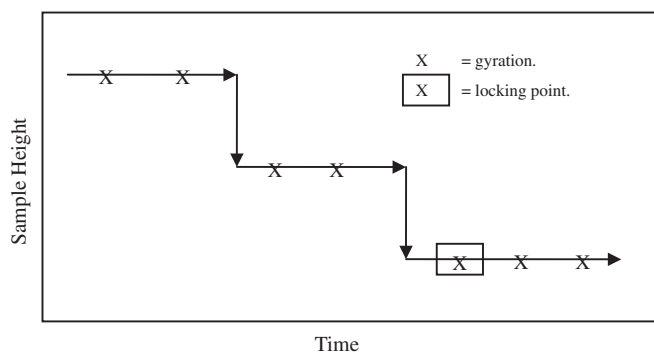 X = gyration.
X = locking point.
X X
X X
X X X
Sample Height
Time